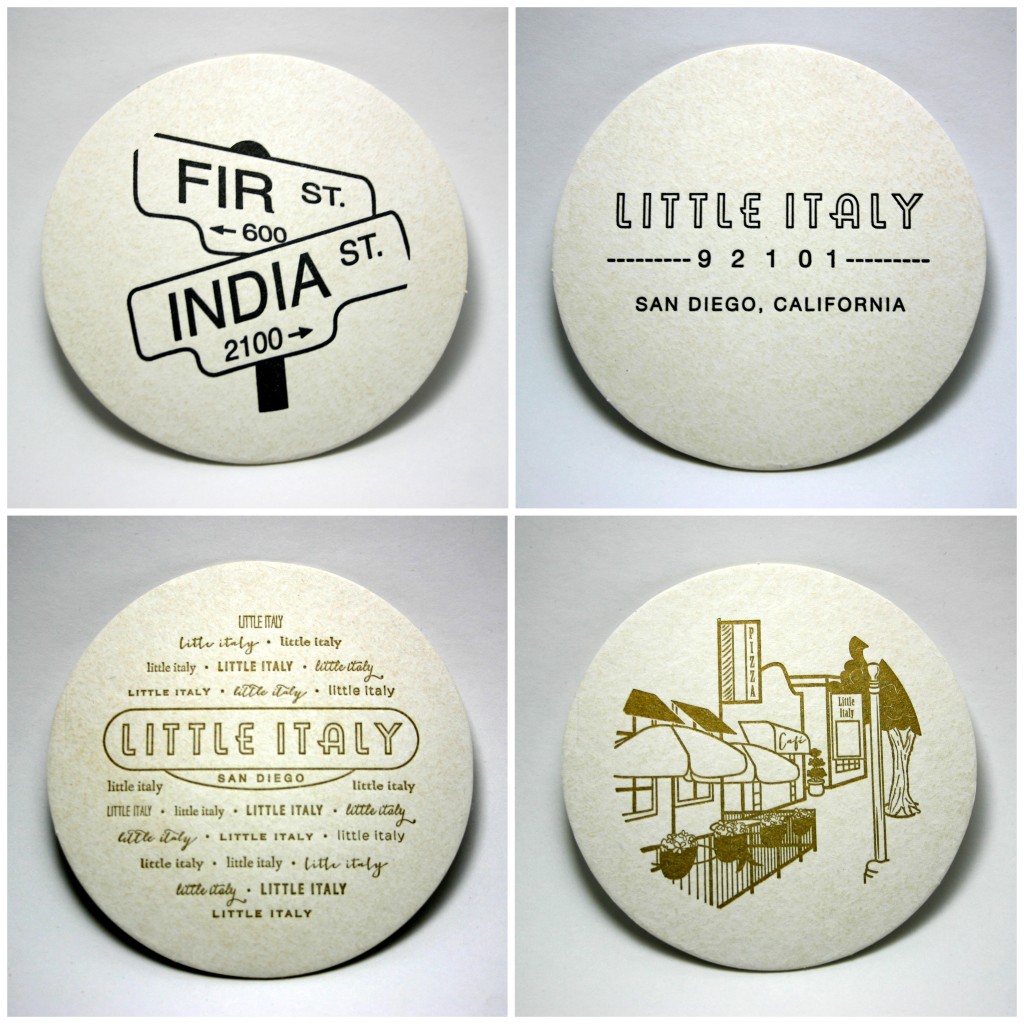 FIR ST.
←600
INDIA ST.
2100→
LITTLE ITALY
---------92101---------
SAN DIEGO, CALIFORNIA
LITTLE ITALY
little italy • little italy
little italy • LITTLE ITALY • little italy
LITTLE ITALY • little italy • little italy
LITTLE ITALY
SAN DIEGO
little italy little italy
LITTLE ITALY • little italy • LITTLE ITALY • little italy
little italy • LITTLE ITALY • little italy
little italy • little italy • little italy
little italy • LITTLE ITALY
LITTLE ITALY
PIZZA
Little
Italy
Café